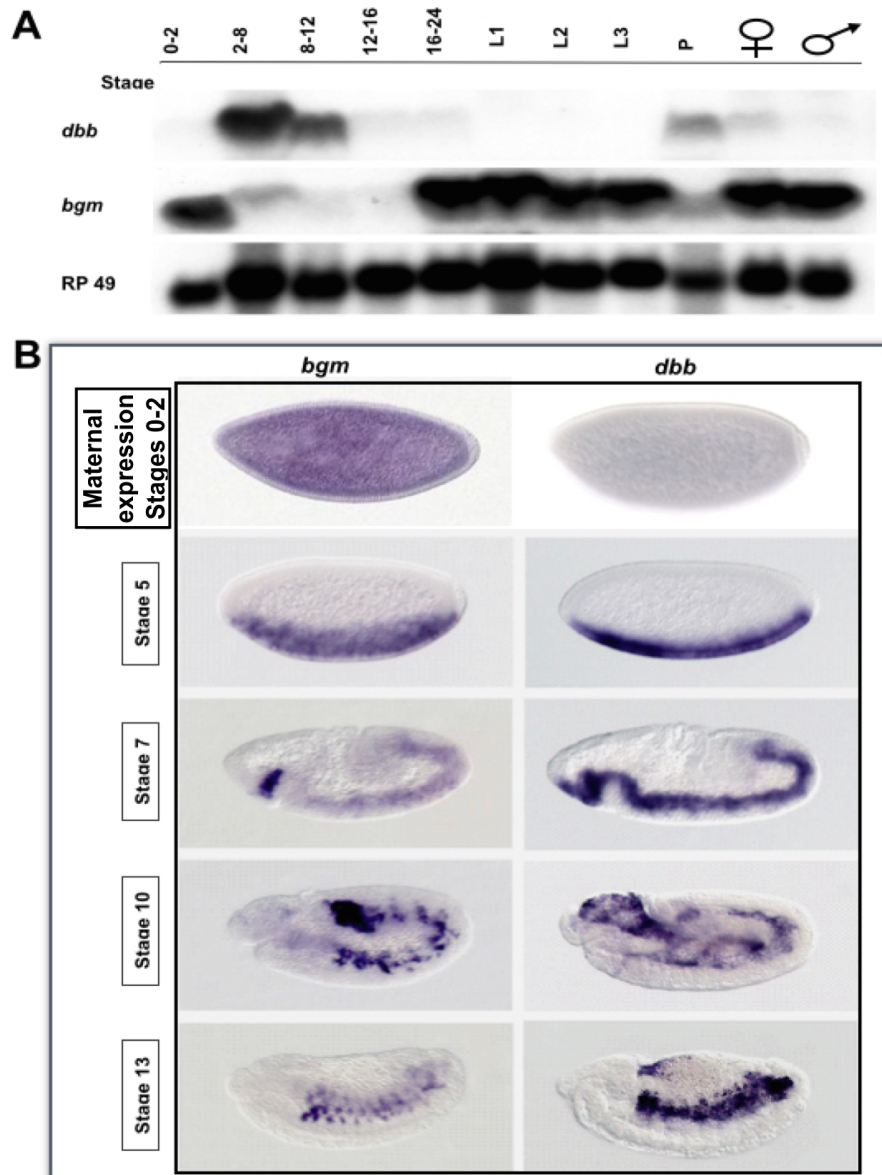 A
0-2 2-8 8-12 12-16 16-24 L1 L2 L3 P ♀ ♂
Stage
dbb
bgm
RP 49
B
bgm dbb
Maternal
expression
Stages 0-2
Stage 5
Stage 7
Stage 10
Stage 13